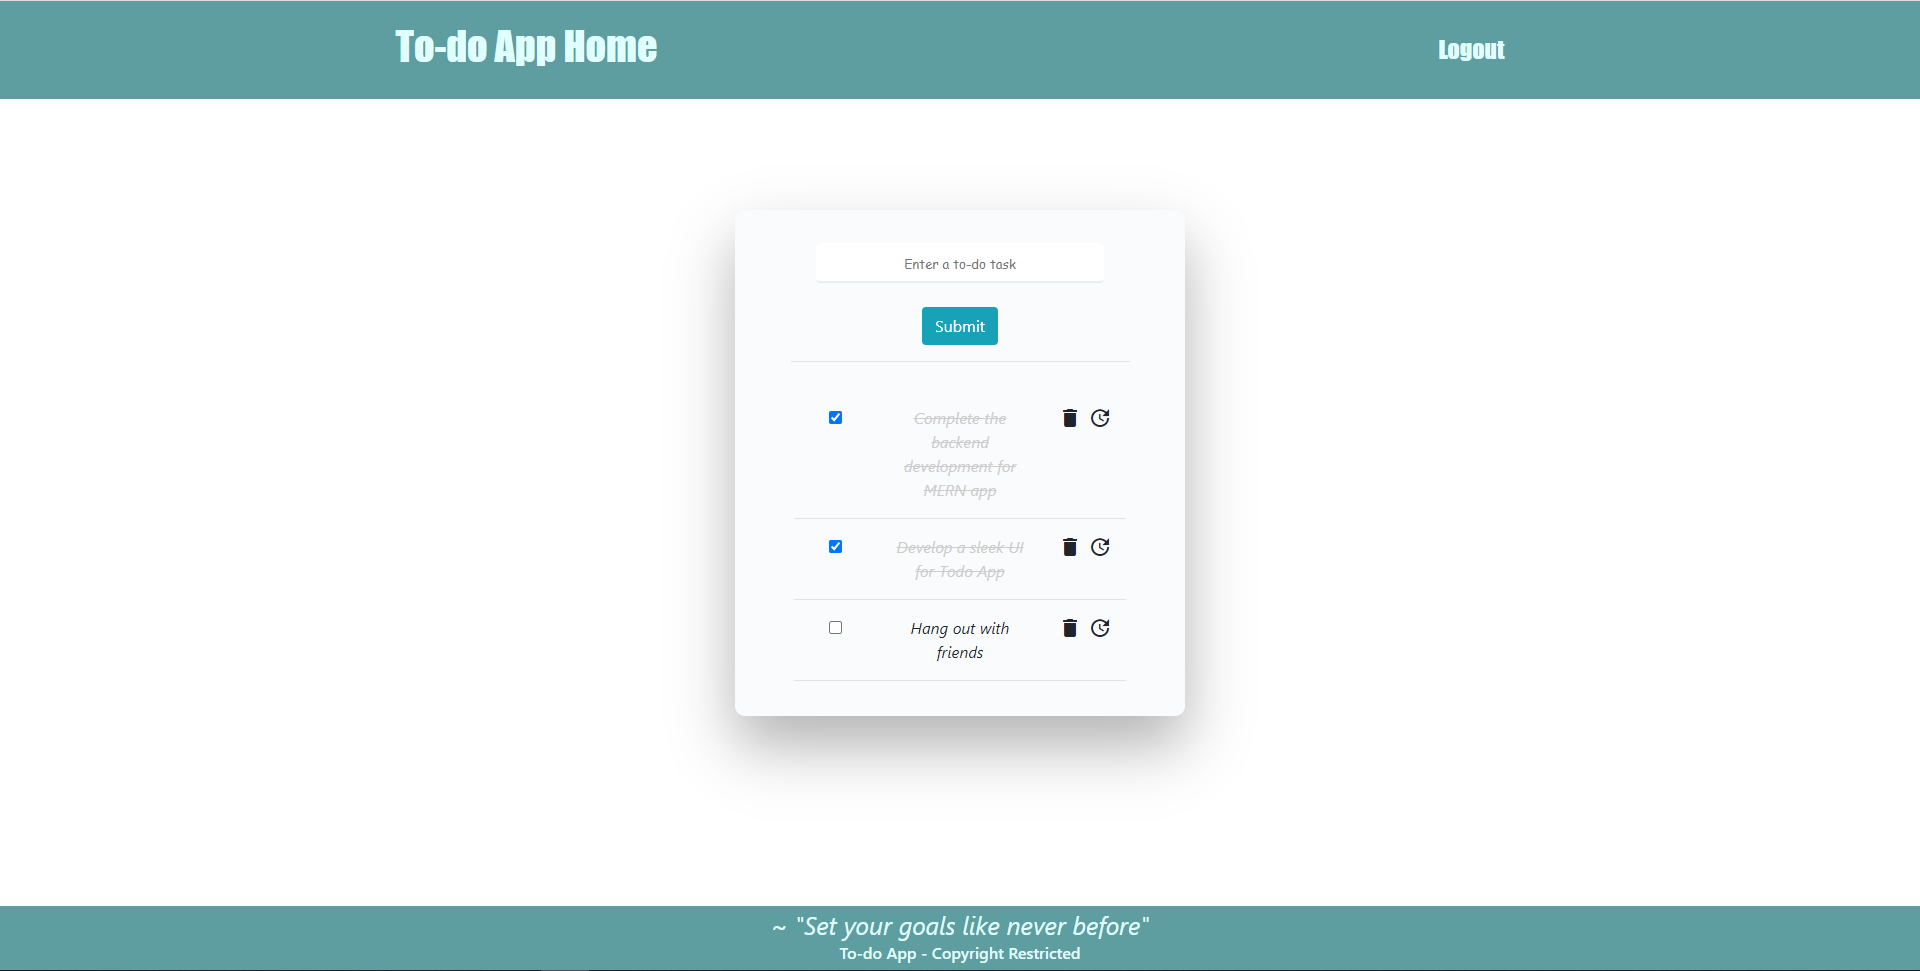 To-do App Home
Logout
Enter a to-do task
Submit
Complete the
backend
development for
MERN app
Develop a sleek UI
for Todo App
Hang out with
friends
~ "Set your goals like never before"
To-do App - Copyright Restricted